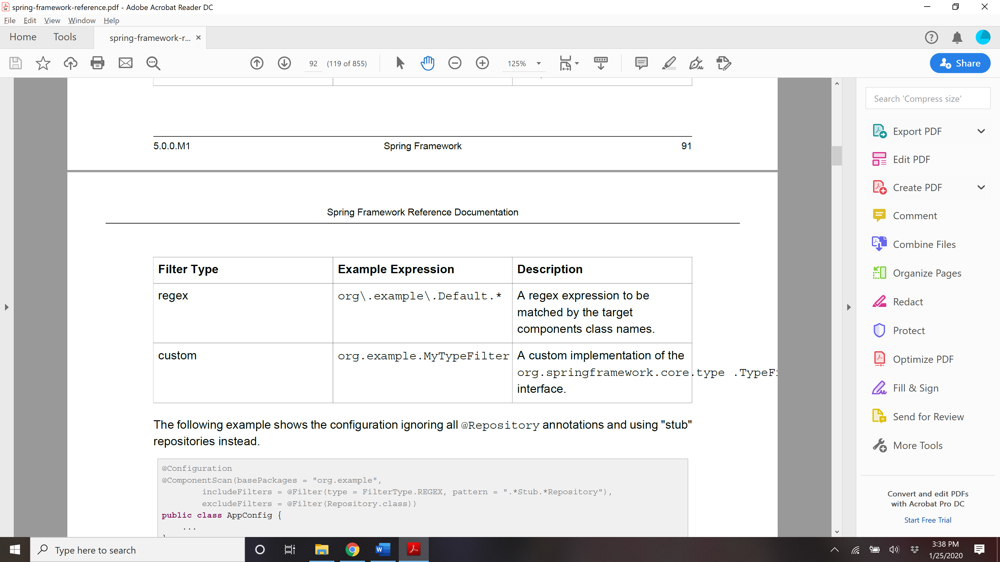 spring-framework-reference.pdf - Adobe Acrobat Reader DC
File Edit View Window Help
Home Tools spring-framework-r... ×
92 (119 of 855) 125% Share
5.0.0.M1 Spring Framework 91
Spring Framework Reference Documentation
Filter Type Example Expression Description
regex org\.example\.Default.* A regex expression to be
matched by the target
components class names.
custom org.example.MyTypeFilter A custom implementation of the
org.springframework.core.type .TypeFi
interface.
The following example shows the configuration ignoring all @Repository annotations and using "stub"
repositories instead.
@Configuration
@ComponentScan(basePackages = "org.example",
includeFilters = @Filter(type = FilterType.REGEX, pattern = ".*Stub.*Repository"),
excludeFilters = @Filter(Repository.class))
public class AppConfig {
...
}
Search 'Compress size'
Export PDF
Edit PDF
Create PDF
Comment
Combine Files
Organize Pages
Redact
Protect
Optimize PDF
Fill & Sign
Send for Review
More Tools
Convert and edit PDFs
with Acrobat Pro DC
Start Free Trial
Type here to search
3:38 PM
1/25/2020